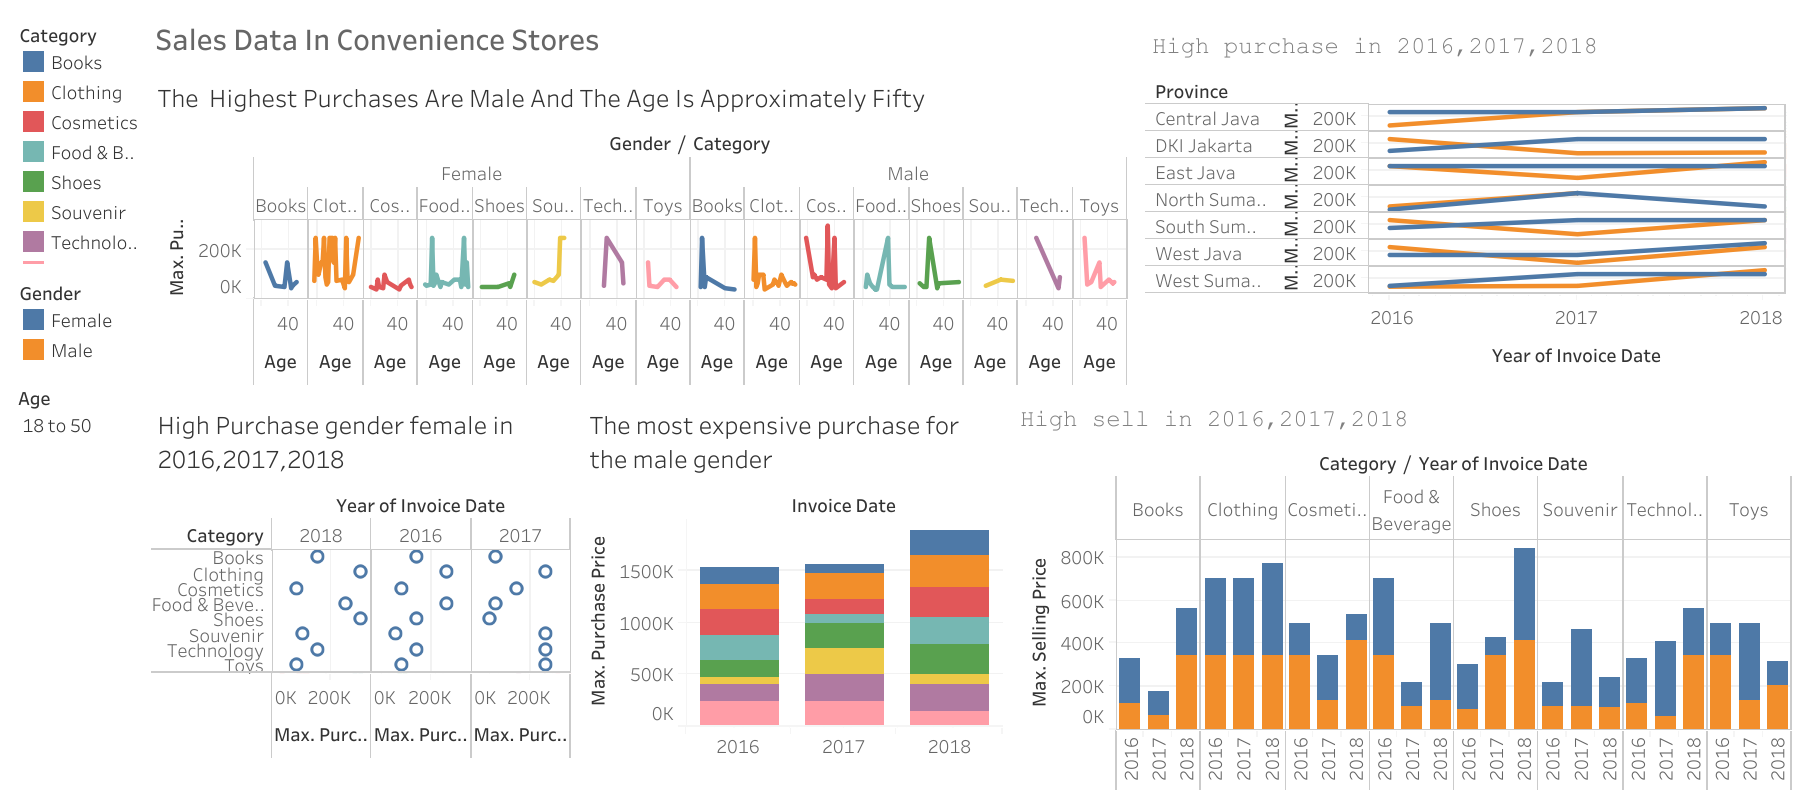 Category
Books
Clothing
Cosmetics
Food & B..
Shoes
Souvenir
Technolo..
Gender
Female
Male
Age
18 to 50
Sales Data In Convenience Stores
The Highest Purchases Are Male And The Age Is Approximately Fifty
Gender / Category
Female Male
Books Clot.. Cos.. Food.. Shoes Sou.. Tech.. Toys Books Clot.. Cos.. Food.. Shoes Sou.. Tech.. Toys
Max. Pu..
200K
0K
40 40 40 40 40 40 40 40 40 40 40 40 40 40 40 40
Age Age Age Age Age Age Age Age Age Age Age Age Age Age Age Age
High purchase in 2016,2017,2018
Province
Central Java M.. 200K
DKI Jakarta M.. 200K
East Java M.. 200K
North Suma.. M.. 200K
South Sum.. M.. 200K
West Java M.. 200K
West Suma.. M.. 200K
2016 2017 2018
Year of Invoice Date
High Purchase gender female in
2016,2017,2018
Year of Invoice Date
Category 2018 2016 2017
Books
Clothing
Cosmetics
Food & Beve..
Shoes
Souvenir
Technology
Toys
0K 200K 0K 200K 0K 200K
Max. Purc.. Max. Purc.. Max. Purc..
The most expensive purchase for
the male gender
Invoice Date
Max. Purchase Price
1500K
1000K
500K
0K
2016 2017 2018
High sell in 2016,2017,2018
Category / Year of Invoice Date
Books Clothing Cosmeti.. Food & Beverage Shoes Souvenir Technol.. Toys
Max. Selling Price
800K
600K
400K
200K
0K
2016 2017 2018 2016 2017 2018 2016 2017 2018 2016 2017 2018 2016 2017 2018 2016 2017 2018 2016 2017 2018 2016 2017 2018